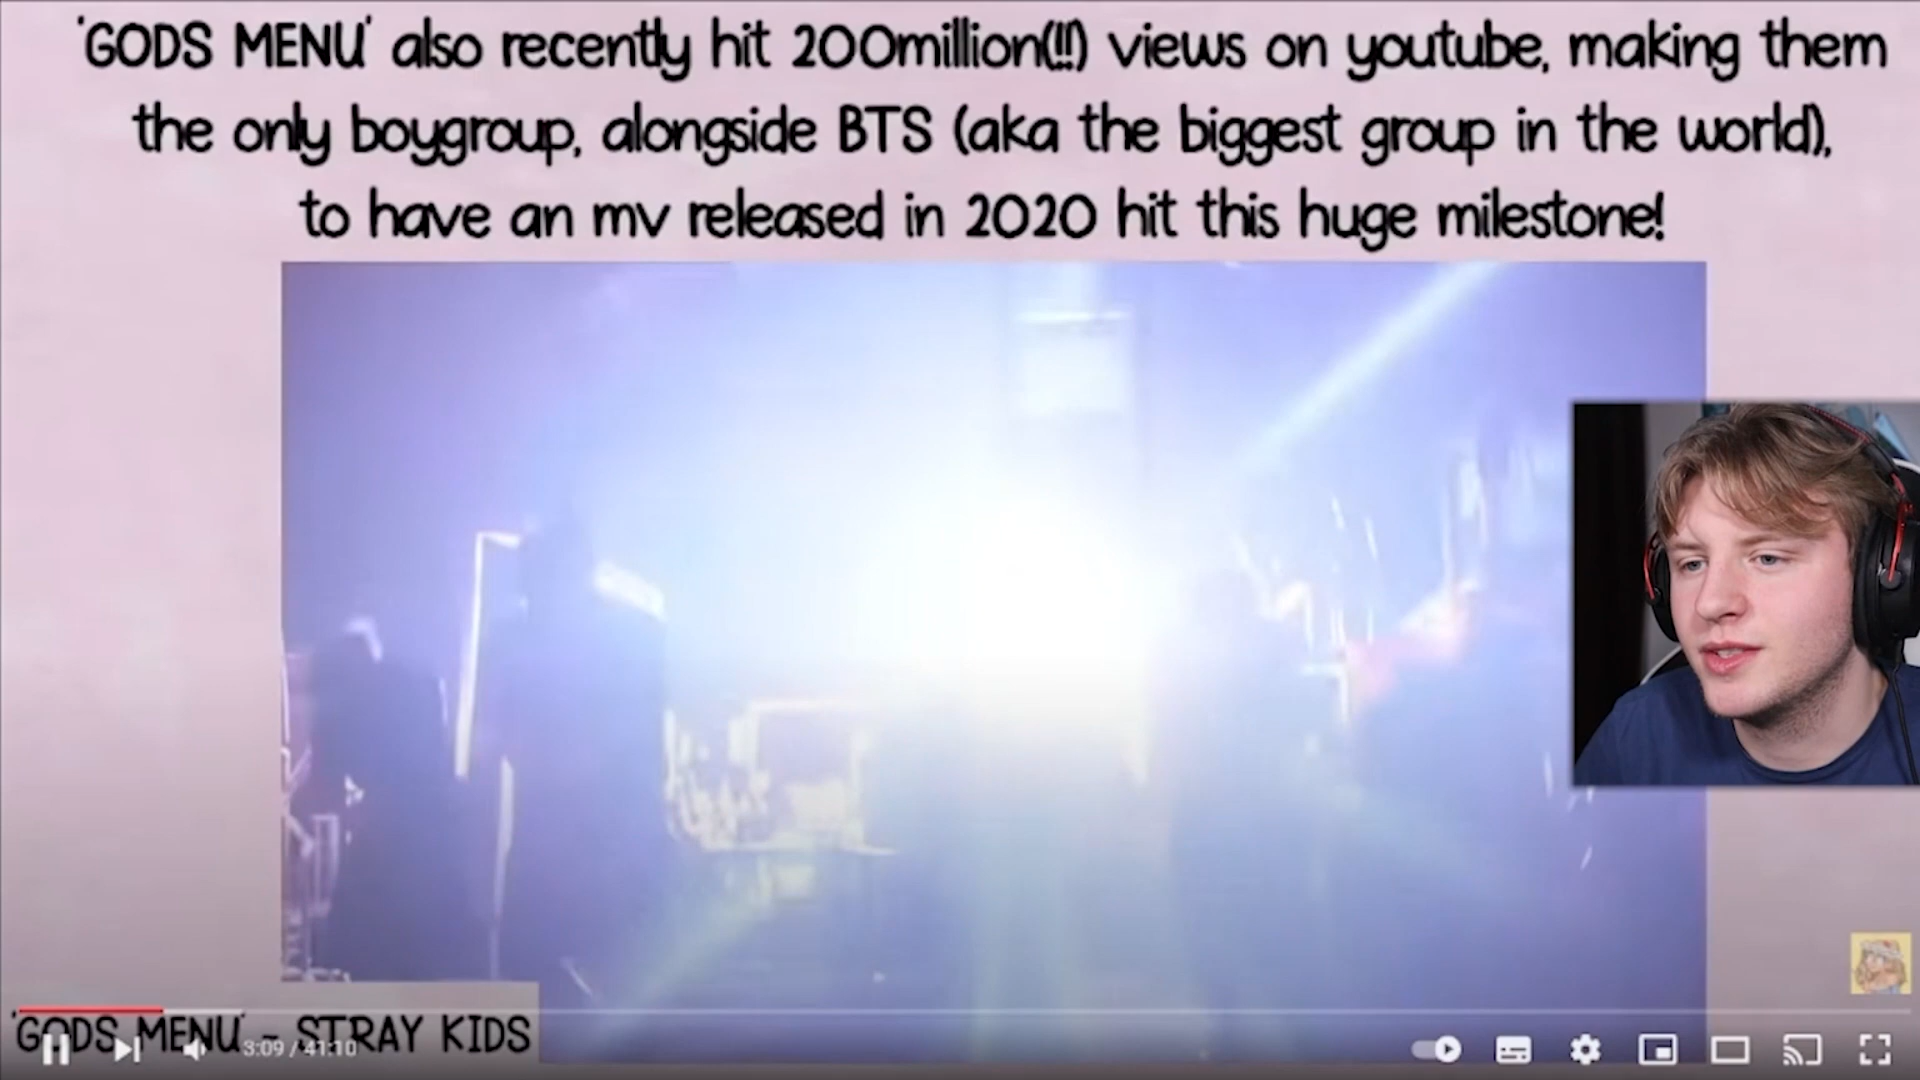 'GODS MENU' also recently hit 200million(!!!) views on youtube, making them
the only boygroup, alongside BTS (aka the biggest group in the world),
to have an mv released in 2020 hit this huge milestone!
'GODS MENU' - STRAY KIDS
3:09 / 41:10